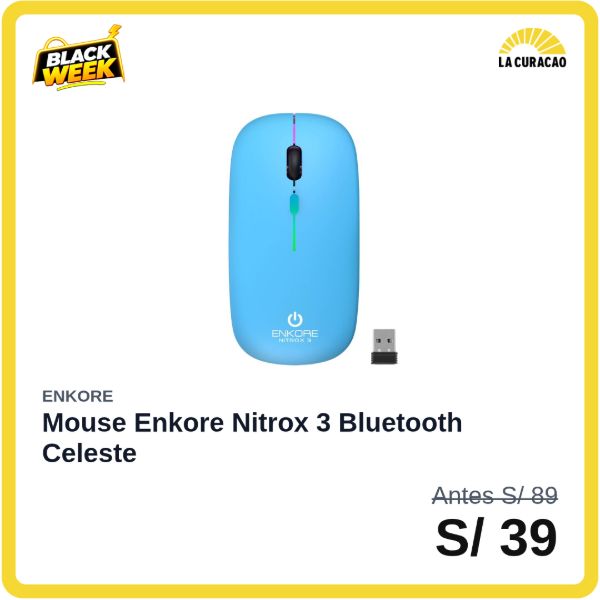 BLACK
WEEK
LA CURACAO
ENKORE
NITROX 3
ENKORE
Mouse Enkore Nitrox 3 Bluetooth
Celeste
Antes S/ 89
S/ 39